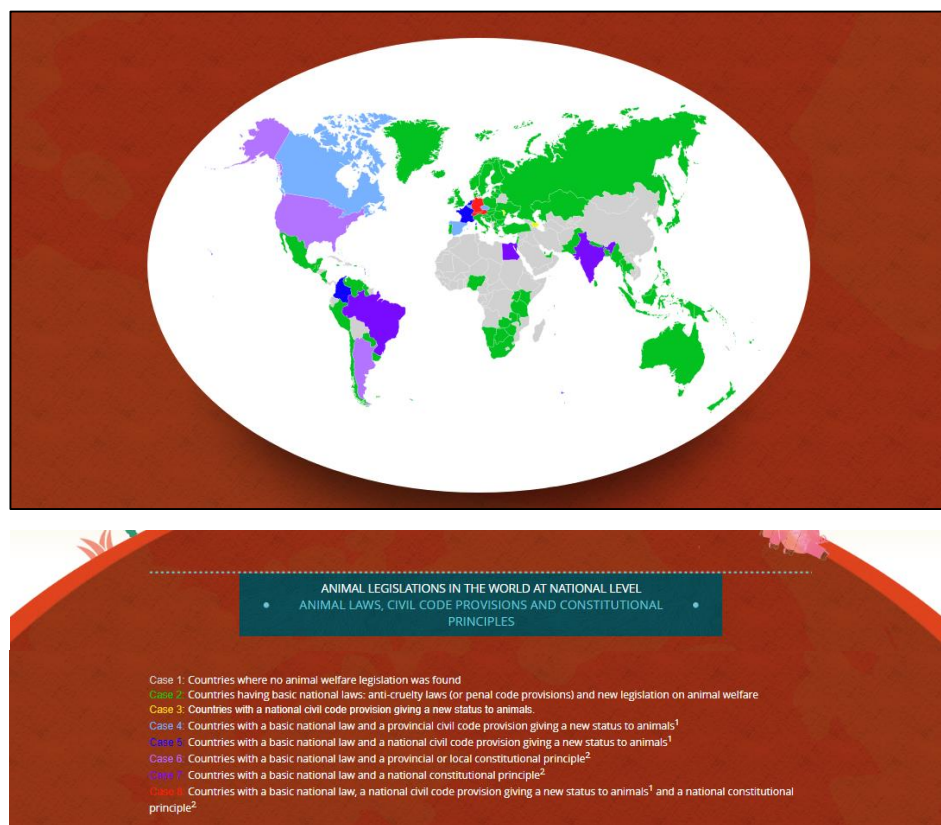 ANIMAL LEGISLATIONS IN THE WORLD AT NATIONAL LEVEL
• ANIMAL LAWS, CIVIL CODE PROVISIONS AND CONSTITUTIONAL •
PRINCIPLES
Case 1: Countries where no animal welfare legislation was found
Case 2: Countries having basic national laws: anti-cruelty laws (or penal code provisions) and new legislation on animal welfare
Case 3: Countries with a national civil code provision giving a new status to animals.
Case 4: Countries with a basic national law and a provincial civil code provision giving a new status to animals¹
Case 5: Countries with a basic national law and a national civil code provision giving a new status to animals¹
Case 6: Countries with a basic national law and a provincial or local constitutional principle²
Case 7: Countries with a basic national law and a national constitutional principle²
Case 8: Countries with a basic national law, a national civil code provision giving a new status to animals¹ and a national constitutional
principle²